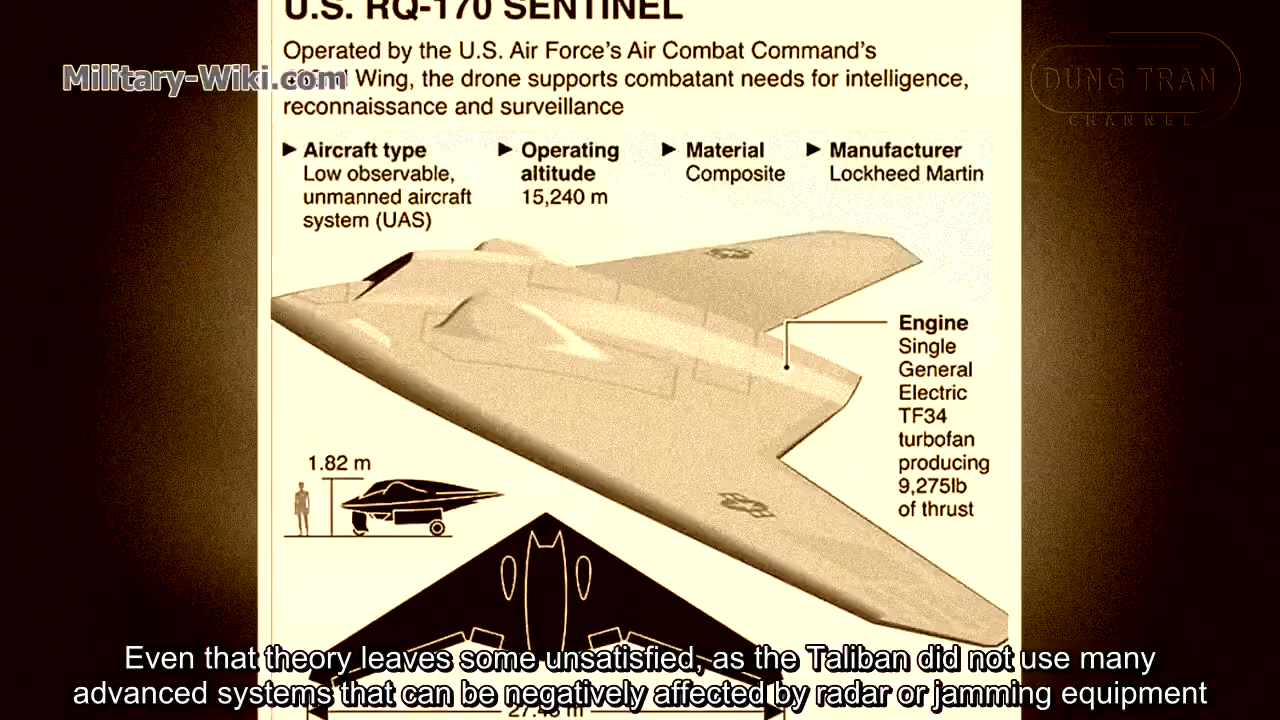 U.S. RQ-170 SENTINEL
Operated by the U.S. Air Force's Air Combat Command's
Military-Wiki.com
Wing, the drone supports combatant needs for intelligence,
reconnaissance and surveillance
DUNG TRAN
CHANNEL
Aircraft type
Low observable,
unmanned aircraft
system (UAS)
Operating
altitude
15,240 m
Material
Composite
Manufacturer
Lockheed Martin
Engine
Single
General
Electric
TF34
turbofan
producing
9,275lb
of thrust
1.82 m
Even that theory leaves some unsatisfied, as the Taliban did not use many
advanced systems that can be negatively affected by radar or jamming equipment